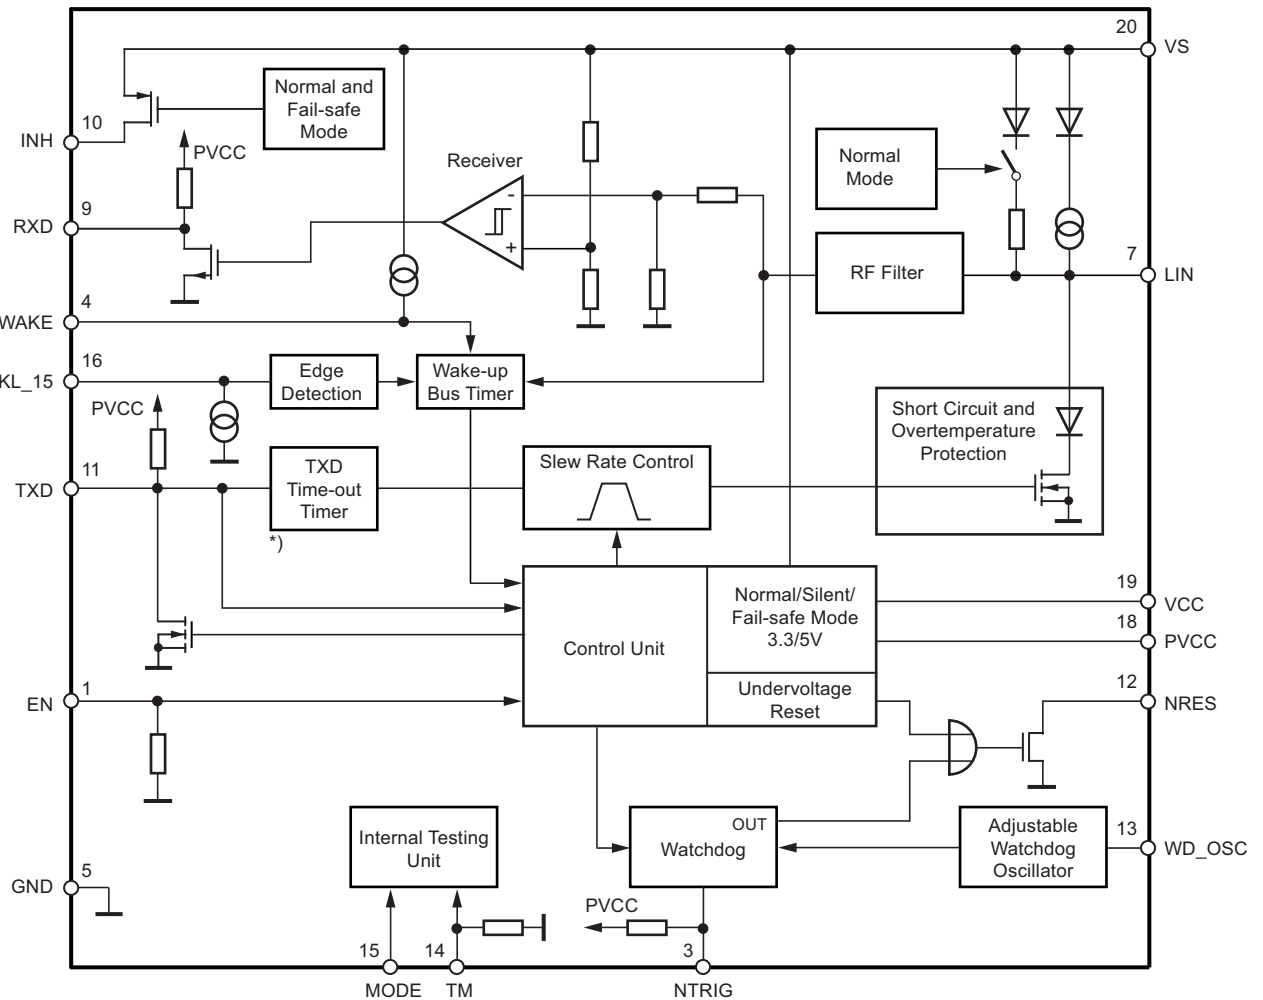 20
VS
Normal and
Fail-safe
Mode
10
INH
PVCC
Receiver
Normal
Mode
-
+
9
RXD
RF Filter
7
LIN
4
WAKE
16
KL_15
Edge
Detection
Wake-up
Bus Timer
PVCC
Short Circuit and
Overtemperature
Protection
11
TXD
TXD
Time-out
Timer
*)
Slew Rate Control
Control Unit
Normal/Silent/
Fail-safe Mode
3.3/5V
19
VCC
18
PVCC
Undervoltage
Reset
12
NRES
1
EN
Internal Testing
Unit
OUT
Watchdog
Adjustable
Watchdog
Oscillator
13
WD_OSC
5
GND
PVCC
15
14
3
MODE
TM
NTRIG